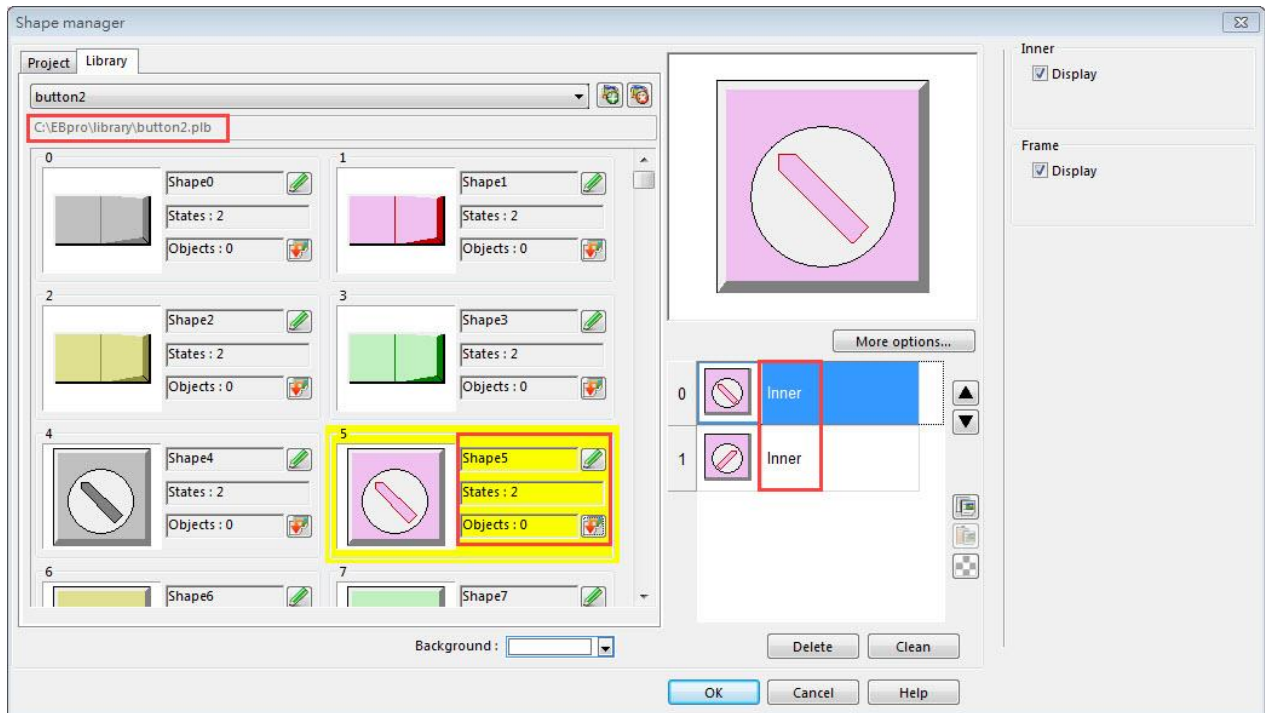 Shape manager
Project
Library
button2
C:\EBpro\library\button2.plb
0
Shape0
States : 2
Objects : 0
1
Shape1
States : 2
Objects : 0
2
Shape2
States : 2
Objects : 0
3
Shape3
States : 2
Objects : 0
4
Shape4
States : 2
Objects : 0
5
Shape5
States : 2
Objects : 0
6
Shape6
7
Shape7
Background :
More options...
0
Inner
1
Inner
Delete
Clean
OK
Cancel
Help
Inner
Display
Frame
Display